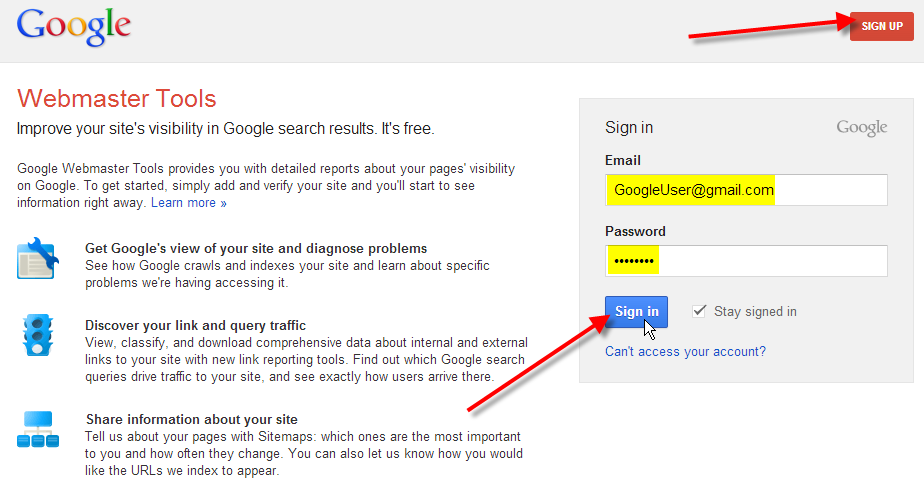 Google
SIGN UP
Webmaster Tools
Improve your site's visibility in Google search results. It's free.
Google Webmaster Tools provides you with detailed reports about your pages' visibility
on Google. To get started, simply add and verify your site and you'll start to see
information right away. Learn more »
Get Google's view of your site and diagnose problems
See how Google crawls and indexes your site and learn about specific
problems we're having accessing it.
Discover your link and query traffic
View, classify, and download comprehensive data about internal and external
links to your site with new link reporting tools. Find out which Google search
queries drive traffic to your site, and see exactly how users arrive there.
Share information about your site
Tell us about your pages with Sitemaps: which ones are the most important
to you and how often they change. You can also let us know how you would
like the URLs we index to appear.
Sign in
Google
Email
GoogleUser@gmail.com
Password
••••••••
Sign in
Stay signed in
Can't access your account?